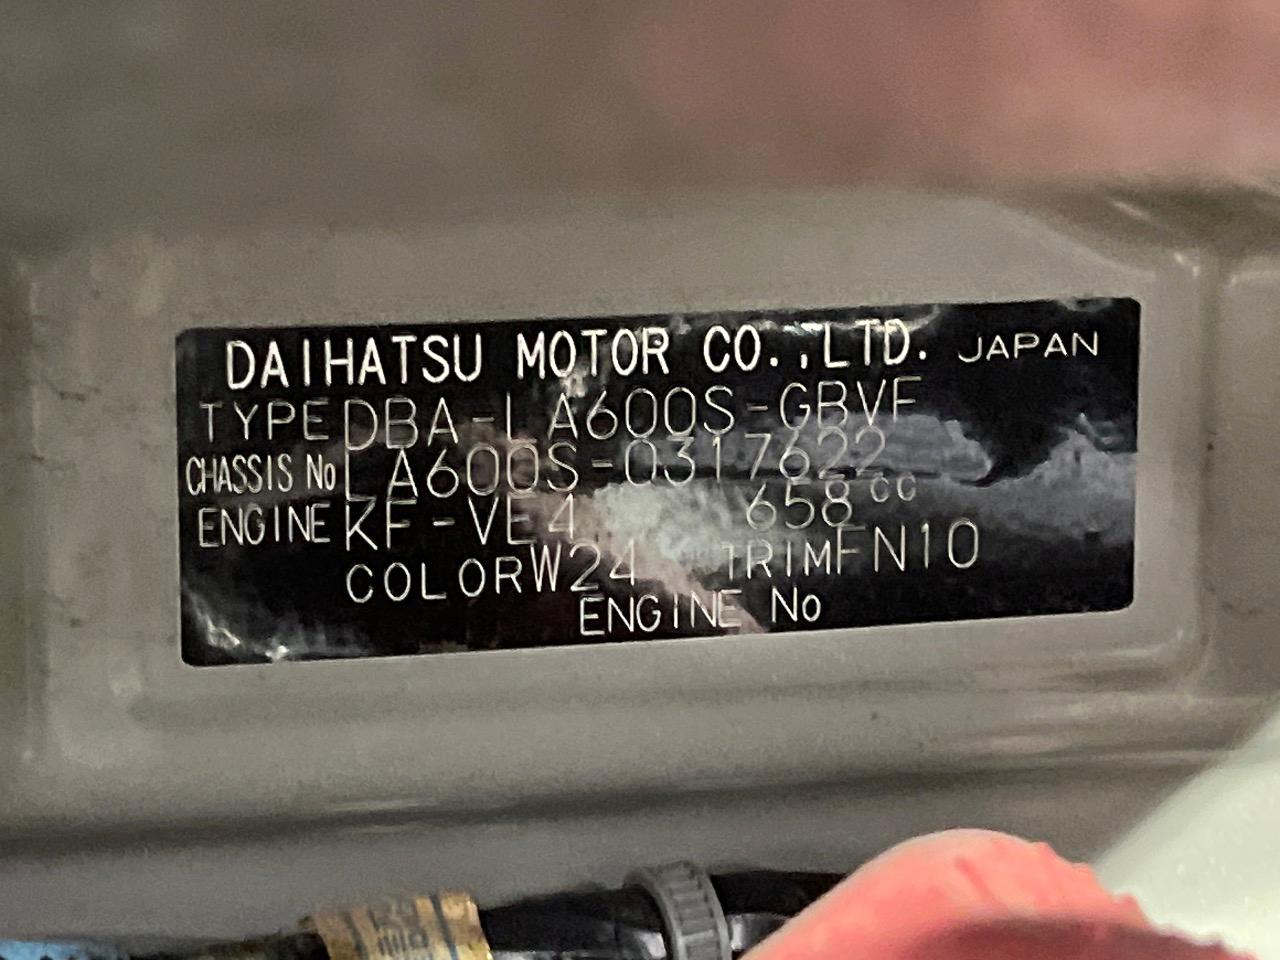 DAIHATSU MOTOR CO.,LTD. JAPAN
TYPE DBA-LA600S-GBVF
CHASSIS No LA600S-0317622
ENGINE KF-VE4 658 CC
COLOR W24 TRIM FN10
ENGINE No